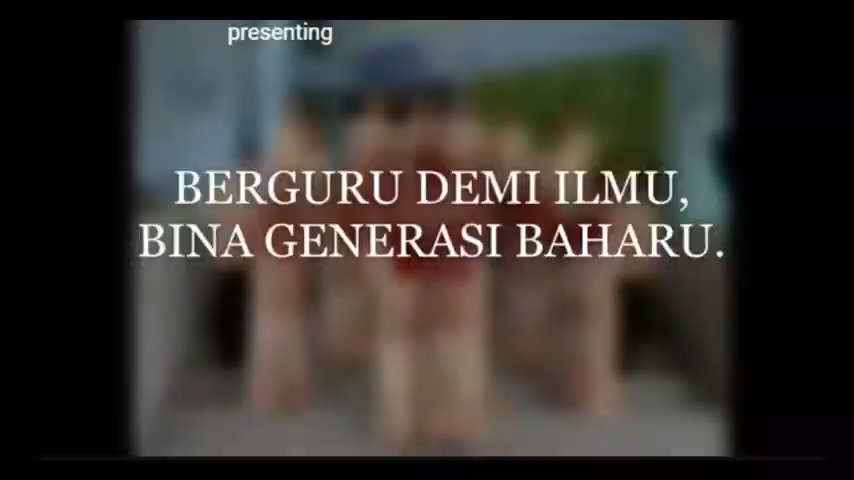 presenting
BERGURU DEMI ILMU,
BINA GENERASI BAHARU.